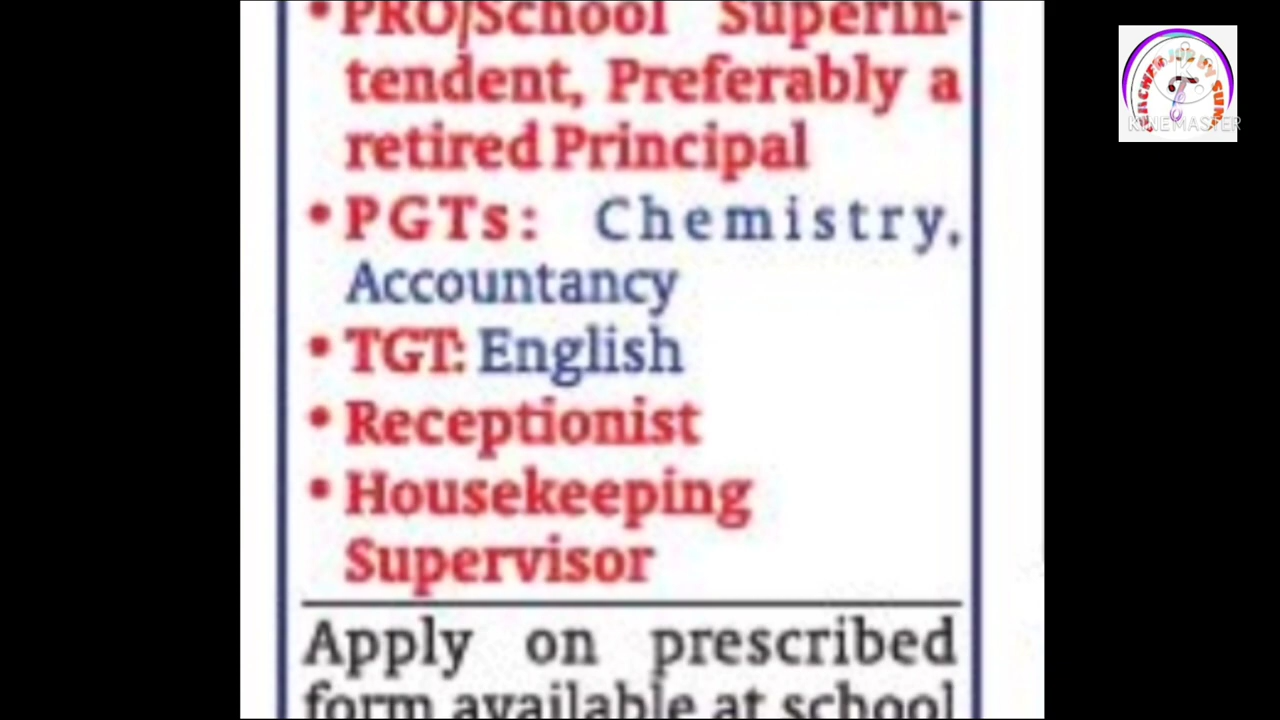 • PRO/School Superin-
tendent, Preferably a
retired Principal
• PGTs: Chemistry,
Accountancy
• TGT: English
• Receptionist
• Housekeeping
Supervisor
Apply on prescribed
form available at school
KINEMASTER